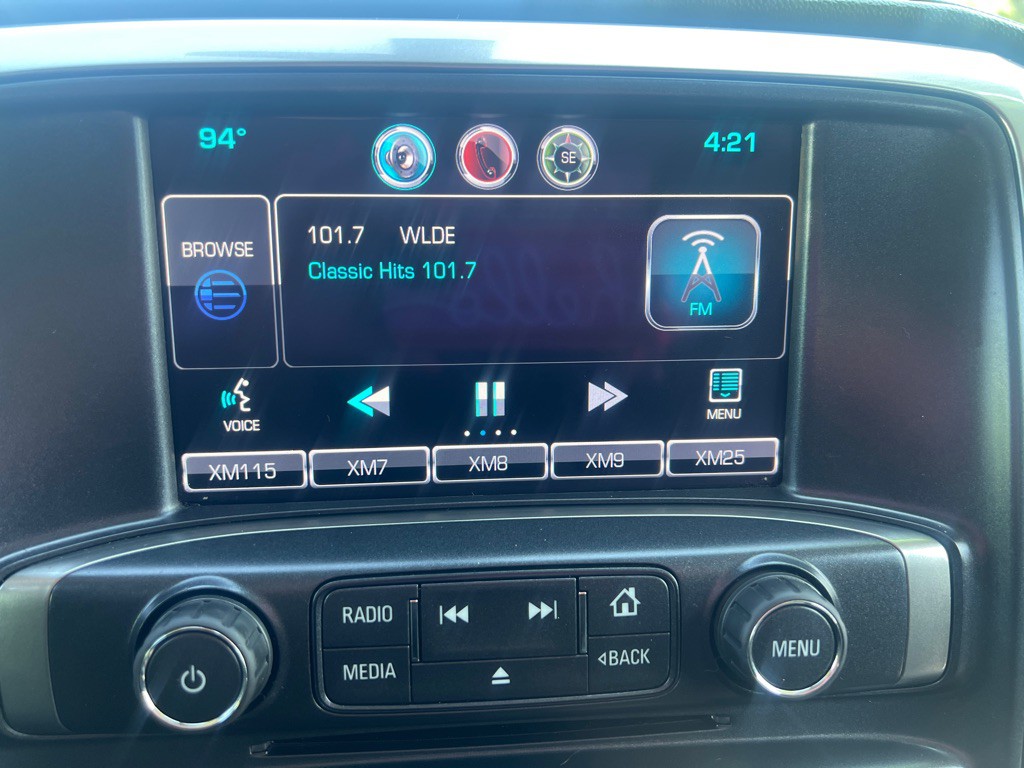 94° SE 4:21
BROWSE
101.7 WLDE
Classic Hits 101.7
FM
VOICE
MENU
XM115 XM7 XM8 XM9 XM25
RADIO
MEDIA
BACK
MENU
hello